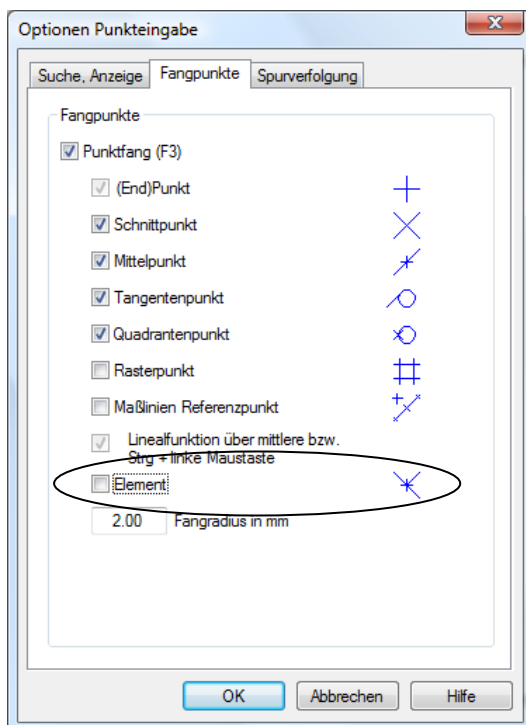 Optionen Punkteingabe
Suche, Anzeige Fangpunkte Spurverfolgung
Fangpunkte
Punktfang (F3)
(End)Punkt
Schnittpunkt
Mittelpunkt
Tangentenpunkt
Quadrantenpunkt
Rasterpunkt
Maßlinien Referenzpunkt
Linealfunktion über mittlere bzw.
Strg + linke Maustaste
Element
2.00 Fangradius in mm
OK Abbrechen Hilfe